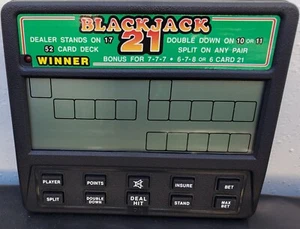 BLACKJACK
21
DEALER STANDS ON 17
DOUBLE DOWN ON 10 OR 11
52 CARD DECK
SPLIT ON ANY PAIR
WINNER
BONUS FOR 7-7-7 • 6-7-8 OR 6 CARD 21
PLAYER
POINTS
INSURE
BET
SPLIT
DOUBLE DOWN
DEAL HIT
STAND
MAX BET